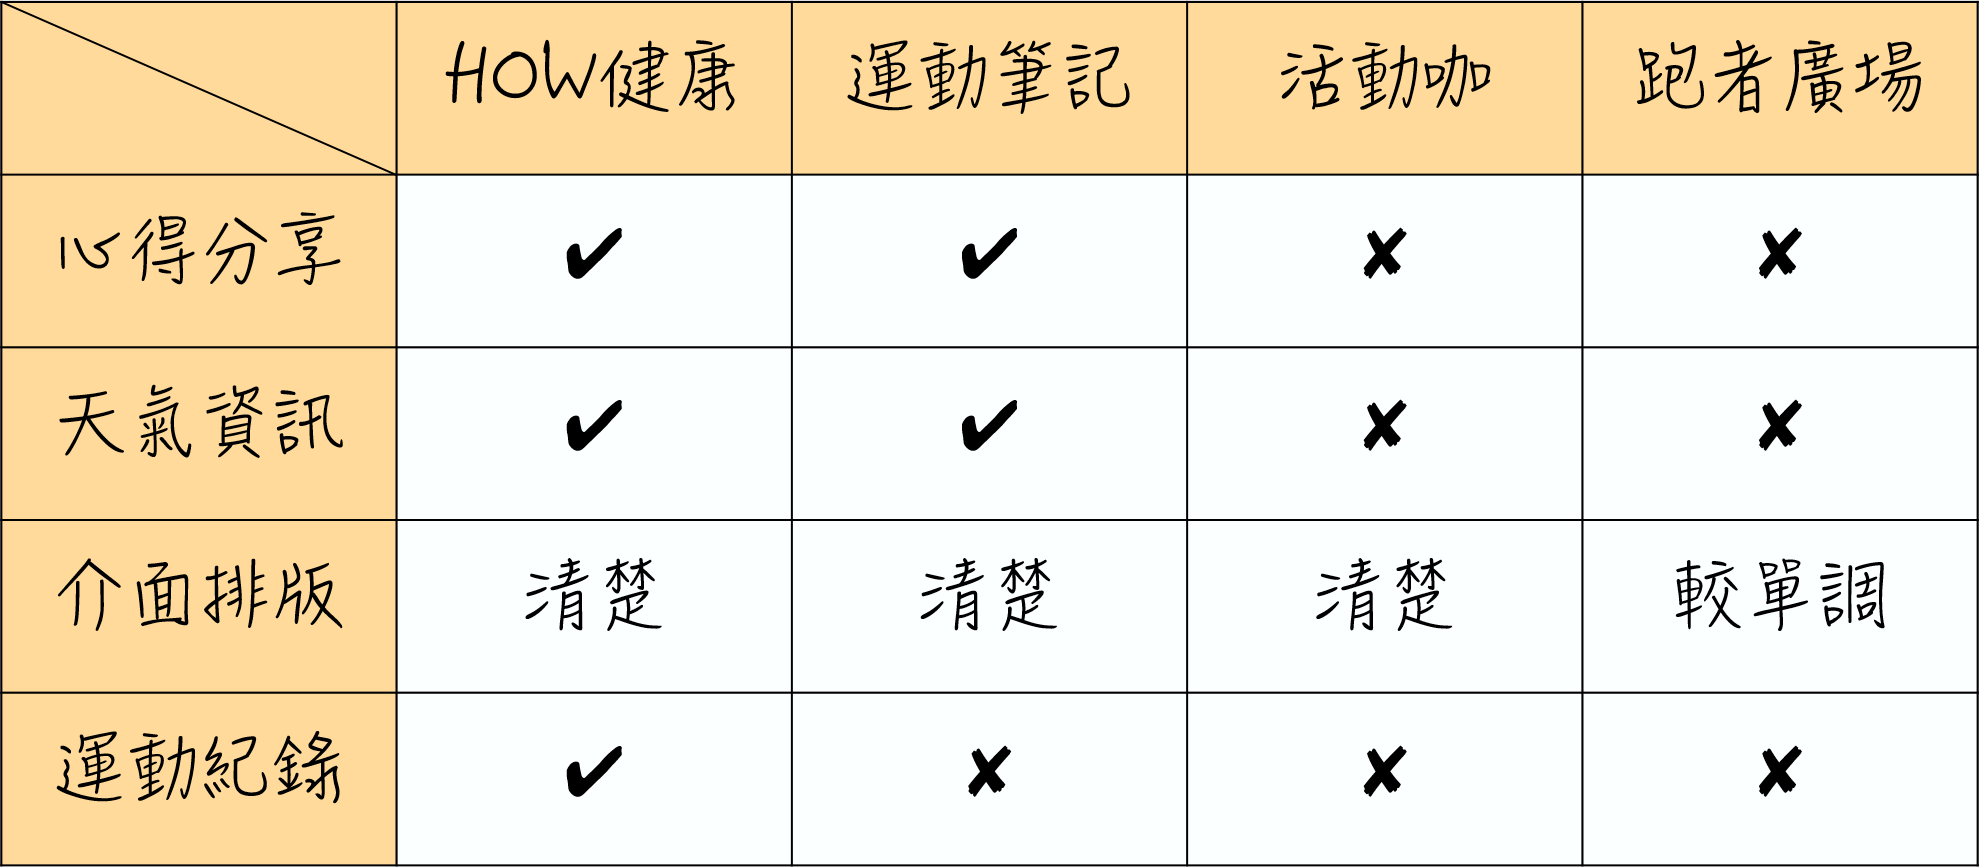 HOW健康 運動筆記 活動咖 跑者廣場
心得分享 ✔ ✔ ✘ ✘
天氣資訊 ✔ ✔ ✘ ✘
介面排版 清楚 清楚 清楚 較單調
運動紀錄 ✔ ✘ ✘ ✘